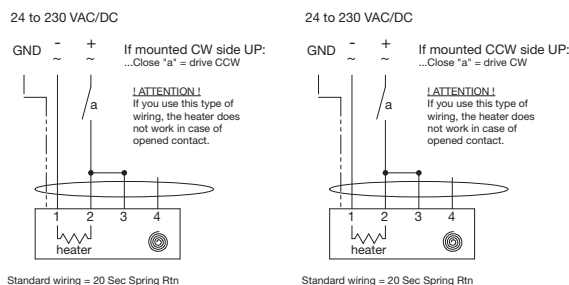 24 to 230 VAC/DC
GND - +
~ ~
If mounted CW side UP:
...Close "a" = drive CCW
a
! ATTENTION !
If you use this type of
wiring, the heater does
not work in case of
opened contact.
1 2 3 4
heater
Standard wiring = 20 Sec Spring Rtn
24 to 230 VAC/DC
GND - +
~ ~
If mounted CCW side UP:
...Close "a" = drive CW
a
! ATTENTION !
If you use this type of
wiring, the heater does
not work in case of
opened contact.
1 2 3 4
heater
Standard wiring = 20 Sec Spring Rtn